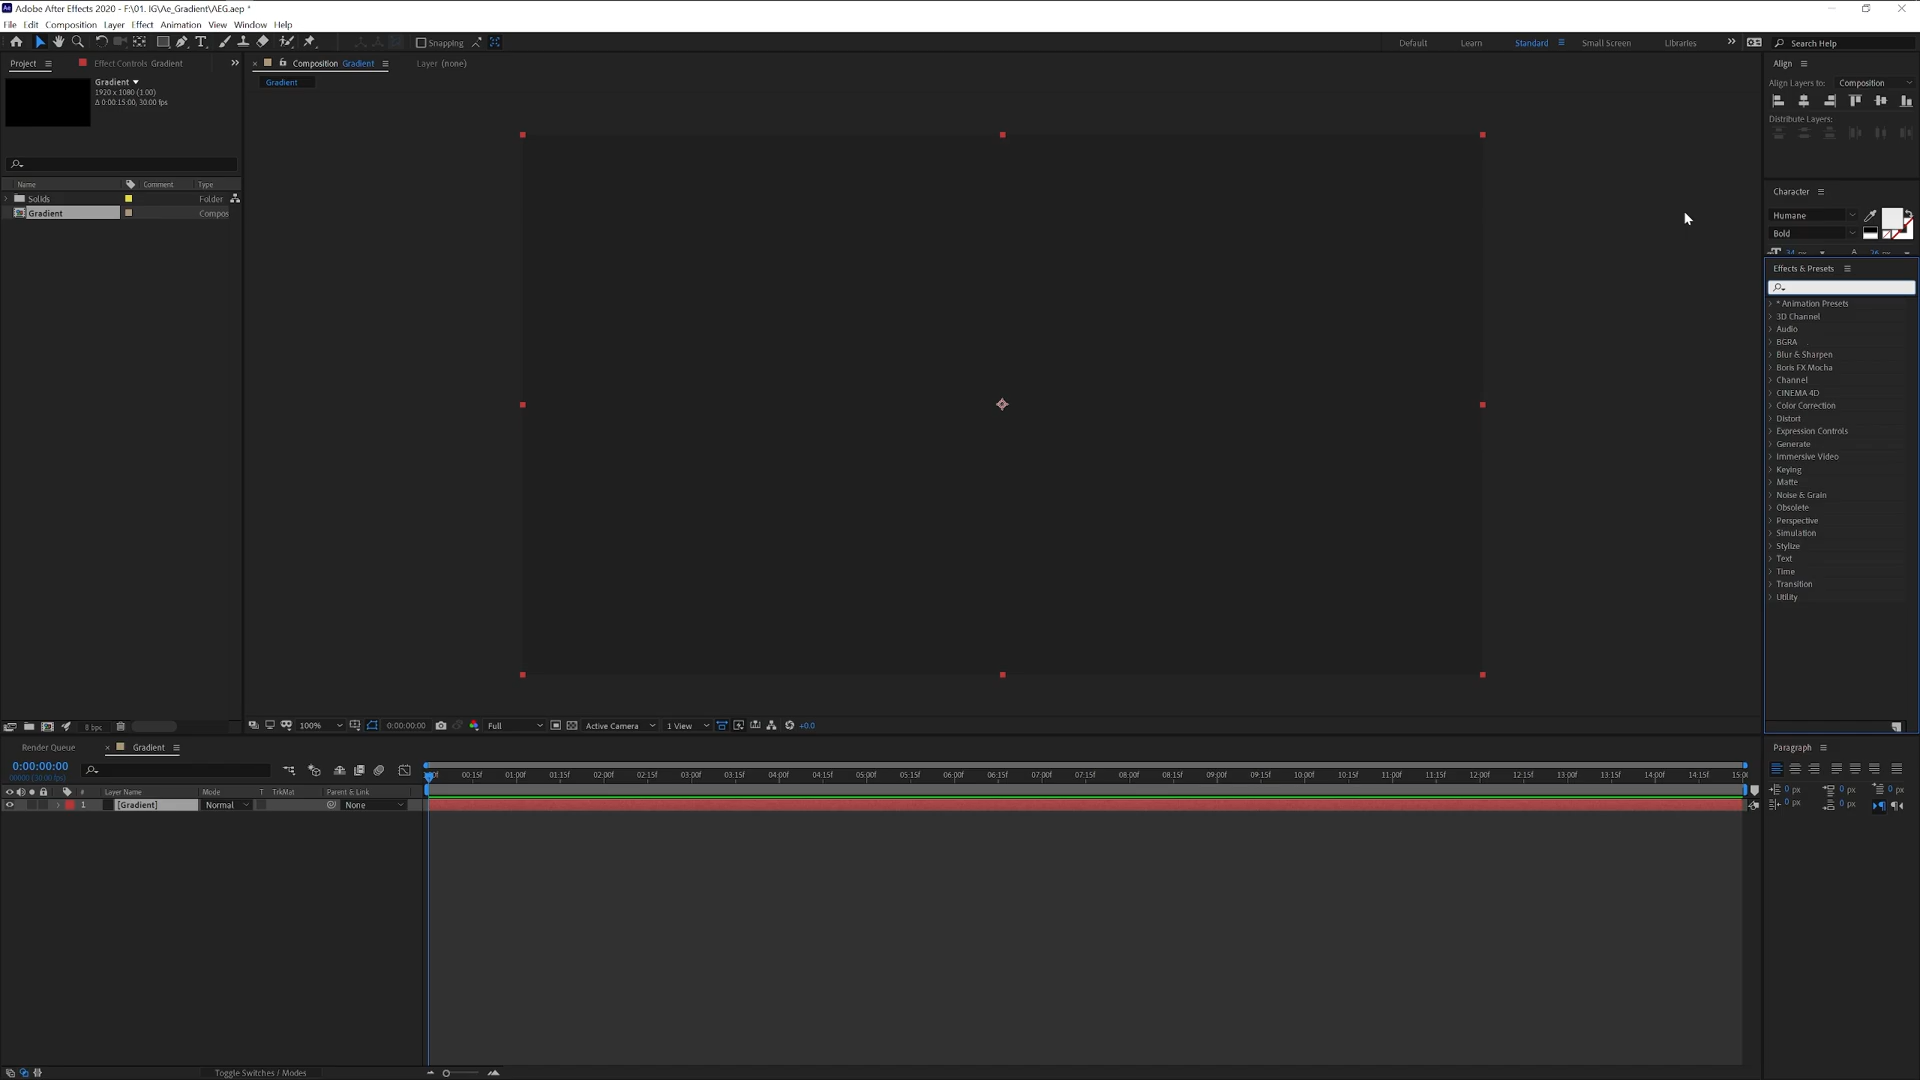 Adobe After Effects 2020 - F:\01. IG\Ae_Gradient\AEG.aep *
File Edit Composition Layer Effect Animation View Window Help
Snapping
Default Learn Standard Small Screen Libraries Search Help
Project Effect Controls Gradient
Composition Gradient Layer (none)
Gradient
Gradient
1920 x 1080 (1.00)
Δ 0:00:15:00, 30.00 fps
Name Comment Type
Solids Folder
Gradient Compos
8 bpc
100% 0:00:00:00 Full Active Camera 1 View +0.0
Align
Align Layers to: Composition
Distribute Layers:
Character
Humane
Bold
Effects & Presets
* Animation Presets
3D Channel
Audio
BGRA
Blur & Sharpen
Boris FX Mocha
Channel
CINEMA 4D
Color Correction
Distort
Expression Controls
Generate
Immersive Video
Keying
Matte
Noise & Grain
Obsolete
Perspective
Simulation
Stylize
Text
Time
Transition
Utility
Render Queue Gradient
0:00:00:00
00000 (30.00 fps)
# Layer Name Mode T TrkMat Parent & Link
1 [Gradient] Normal None
00:15f 01:00f 01:15f 02:00f 02:15f 03:00f 03:15f 04:00f 04:15f 05:00f 05:15f 06:00f 06:15f 07:00f 07:15f 08:00f 08:15f 09:00f 09:15f 10:00f 10:15f 11:00f 11:15f 12:00f 12:15f 13:00f 13:15f 14:00f 14:15f
Toggle Switches / Modes
Paragraph
0 px 0 px 0 px
0 px 0 px